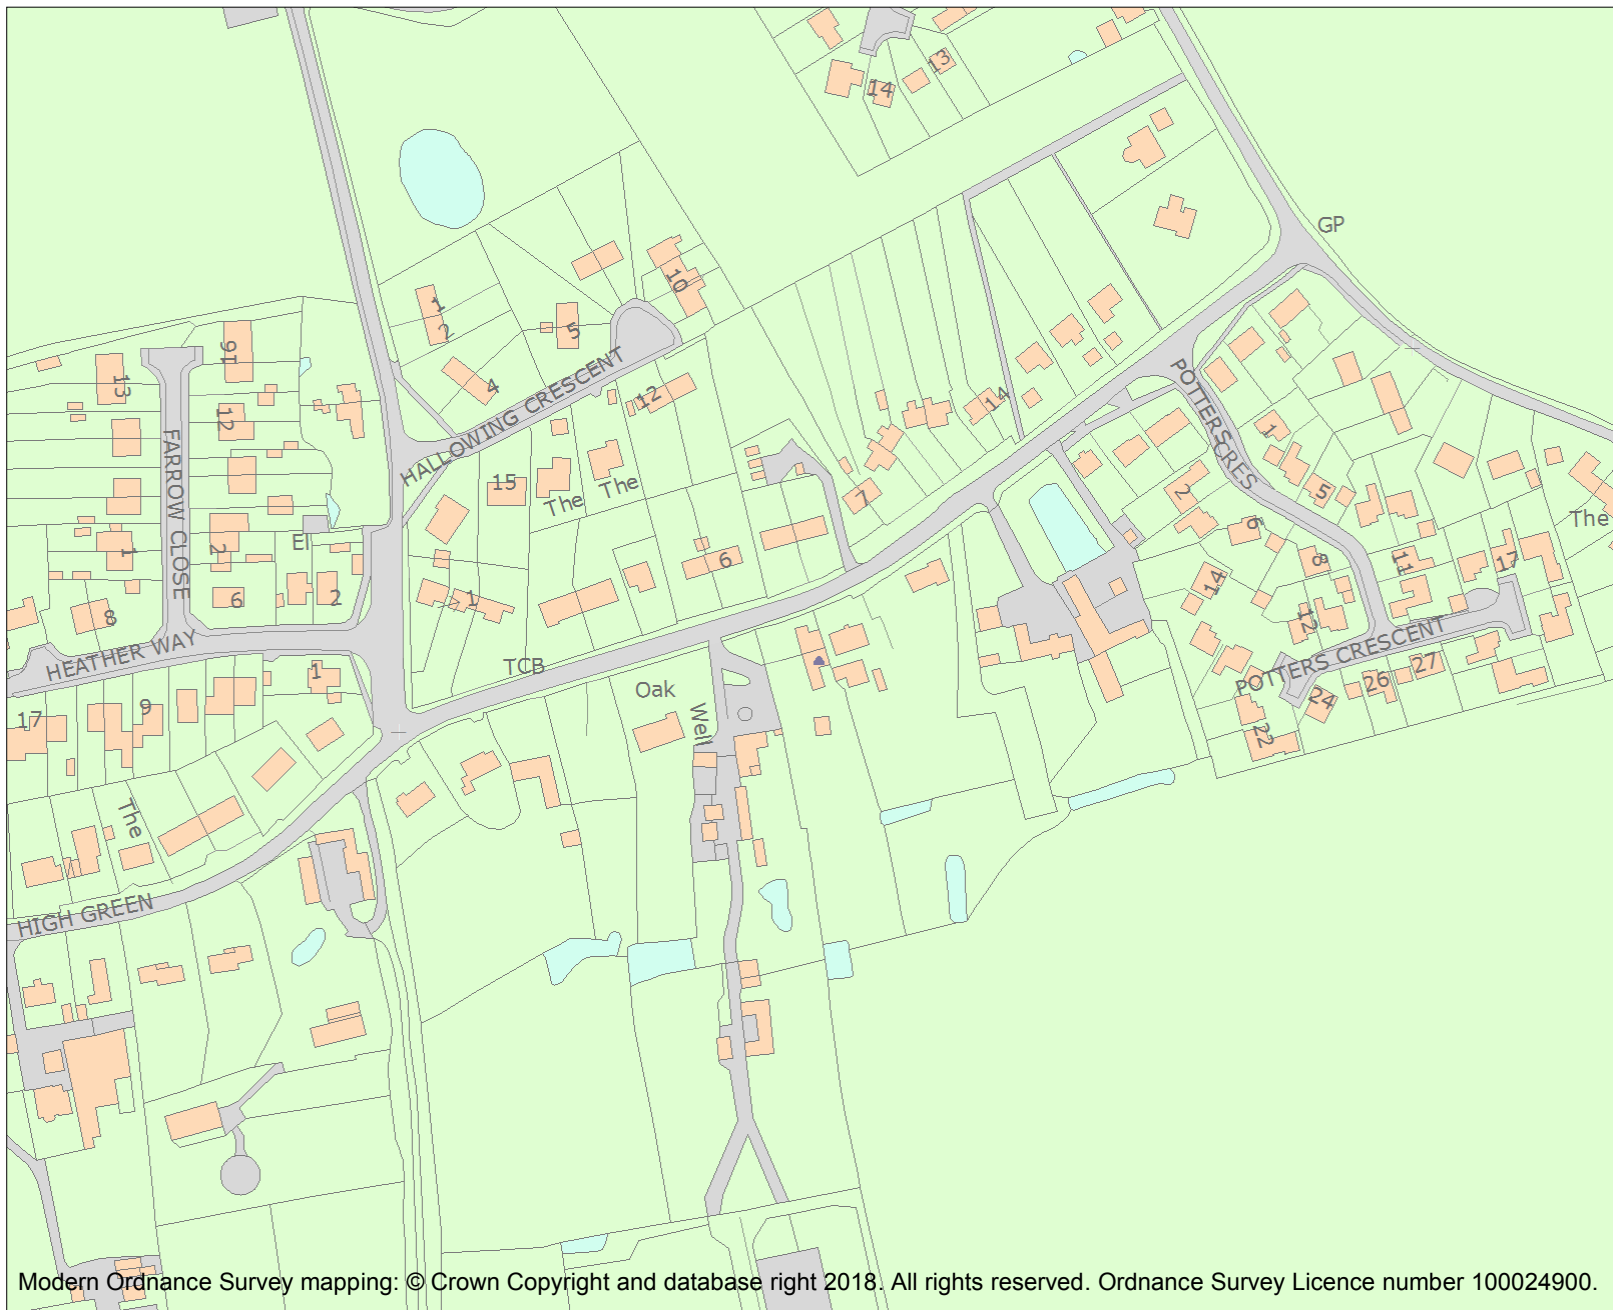 13
14
GP
10
1
2
5
4
HALLOWING CRESCENT
12
14
7
16
13
12
FARROW CLOSE
1
2
El
6
2
8
HEATHER WAY
1
17
9
The
HIGH GREEN
15
The
The
1
6
TCB
Oak
Well
POTTERS CRES
1
5
2
6
8
14
12
11
17
The
POTTERS CRESCENT
27
26
24
22
Modern Ordnance Survey mapping: © Crown Copyright and database right 2018. All rights reserved. Ordnance Survey Licence number 100024900.